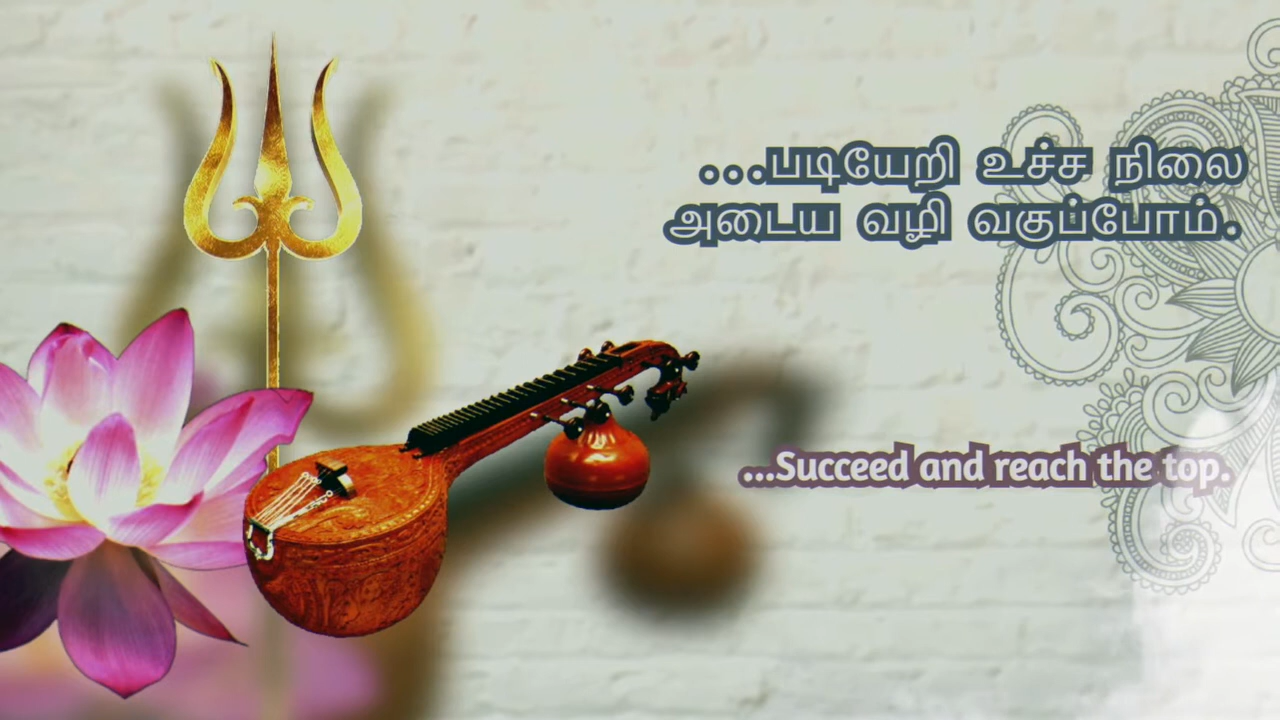 ...படியேறி உச்ச நிலை
அடைய வழி வகுப்போம்.
...Succeed and reach the top.